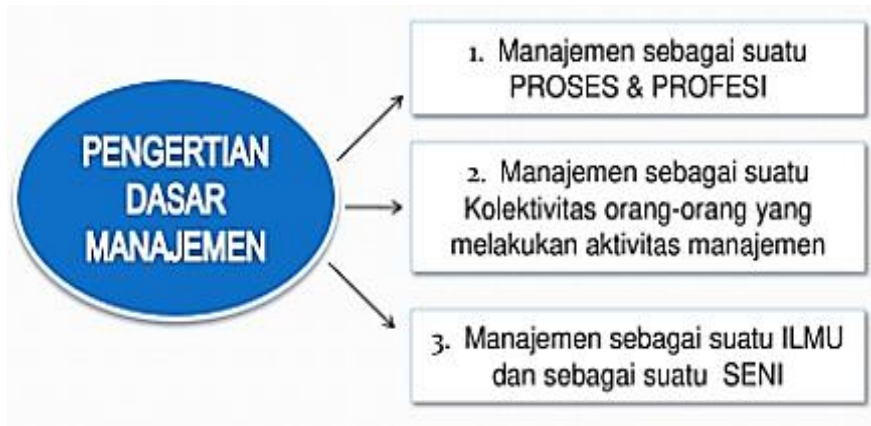 PENGERTIAN
DASAR
MANAJEMEN
1. Manajemen sebagai suatu
PROSES & PROFESI
2. Manajemen sebagai suatu
Kolektivitas orang-orang yang
melakukan aktivitas manajemen
3. Manajemen sebagai suatu ILMU
dan sebagai suatu SENI